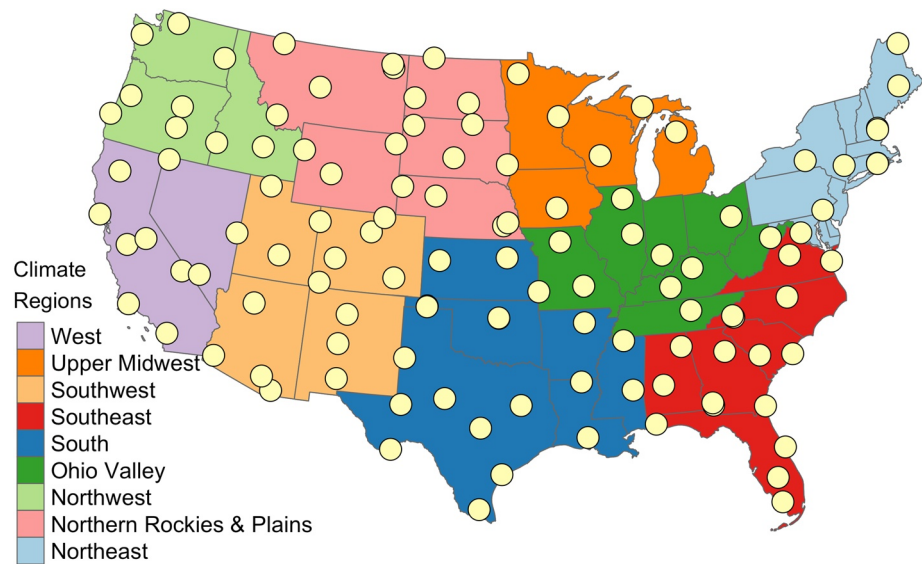 Climate
Regions
West
Upper Midwest
Southwest
Southeast
South
Ohio Valley
Northwest
Northern Rockies & Plains
Northeast